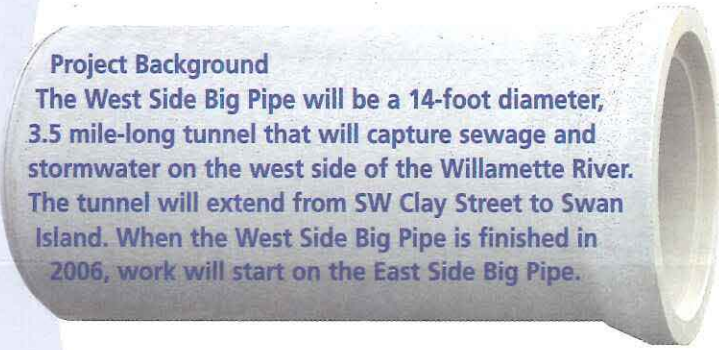 Project Background
The West Side Big Pipe will be a 14-foot diameter,
3.5 mile-long tunnel that will capture sewage and
stormwater on the west side of the Willamette River.
The tunnel will extend from SW Clay Street to Swan
Island. When the West Side Big Pipe is finished in
2006, work will start on the East Side Big Pipe.